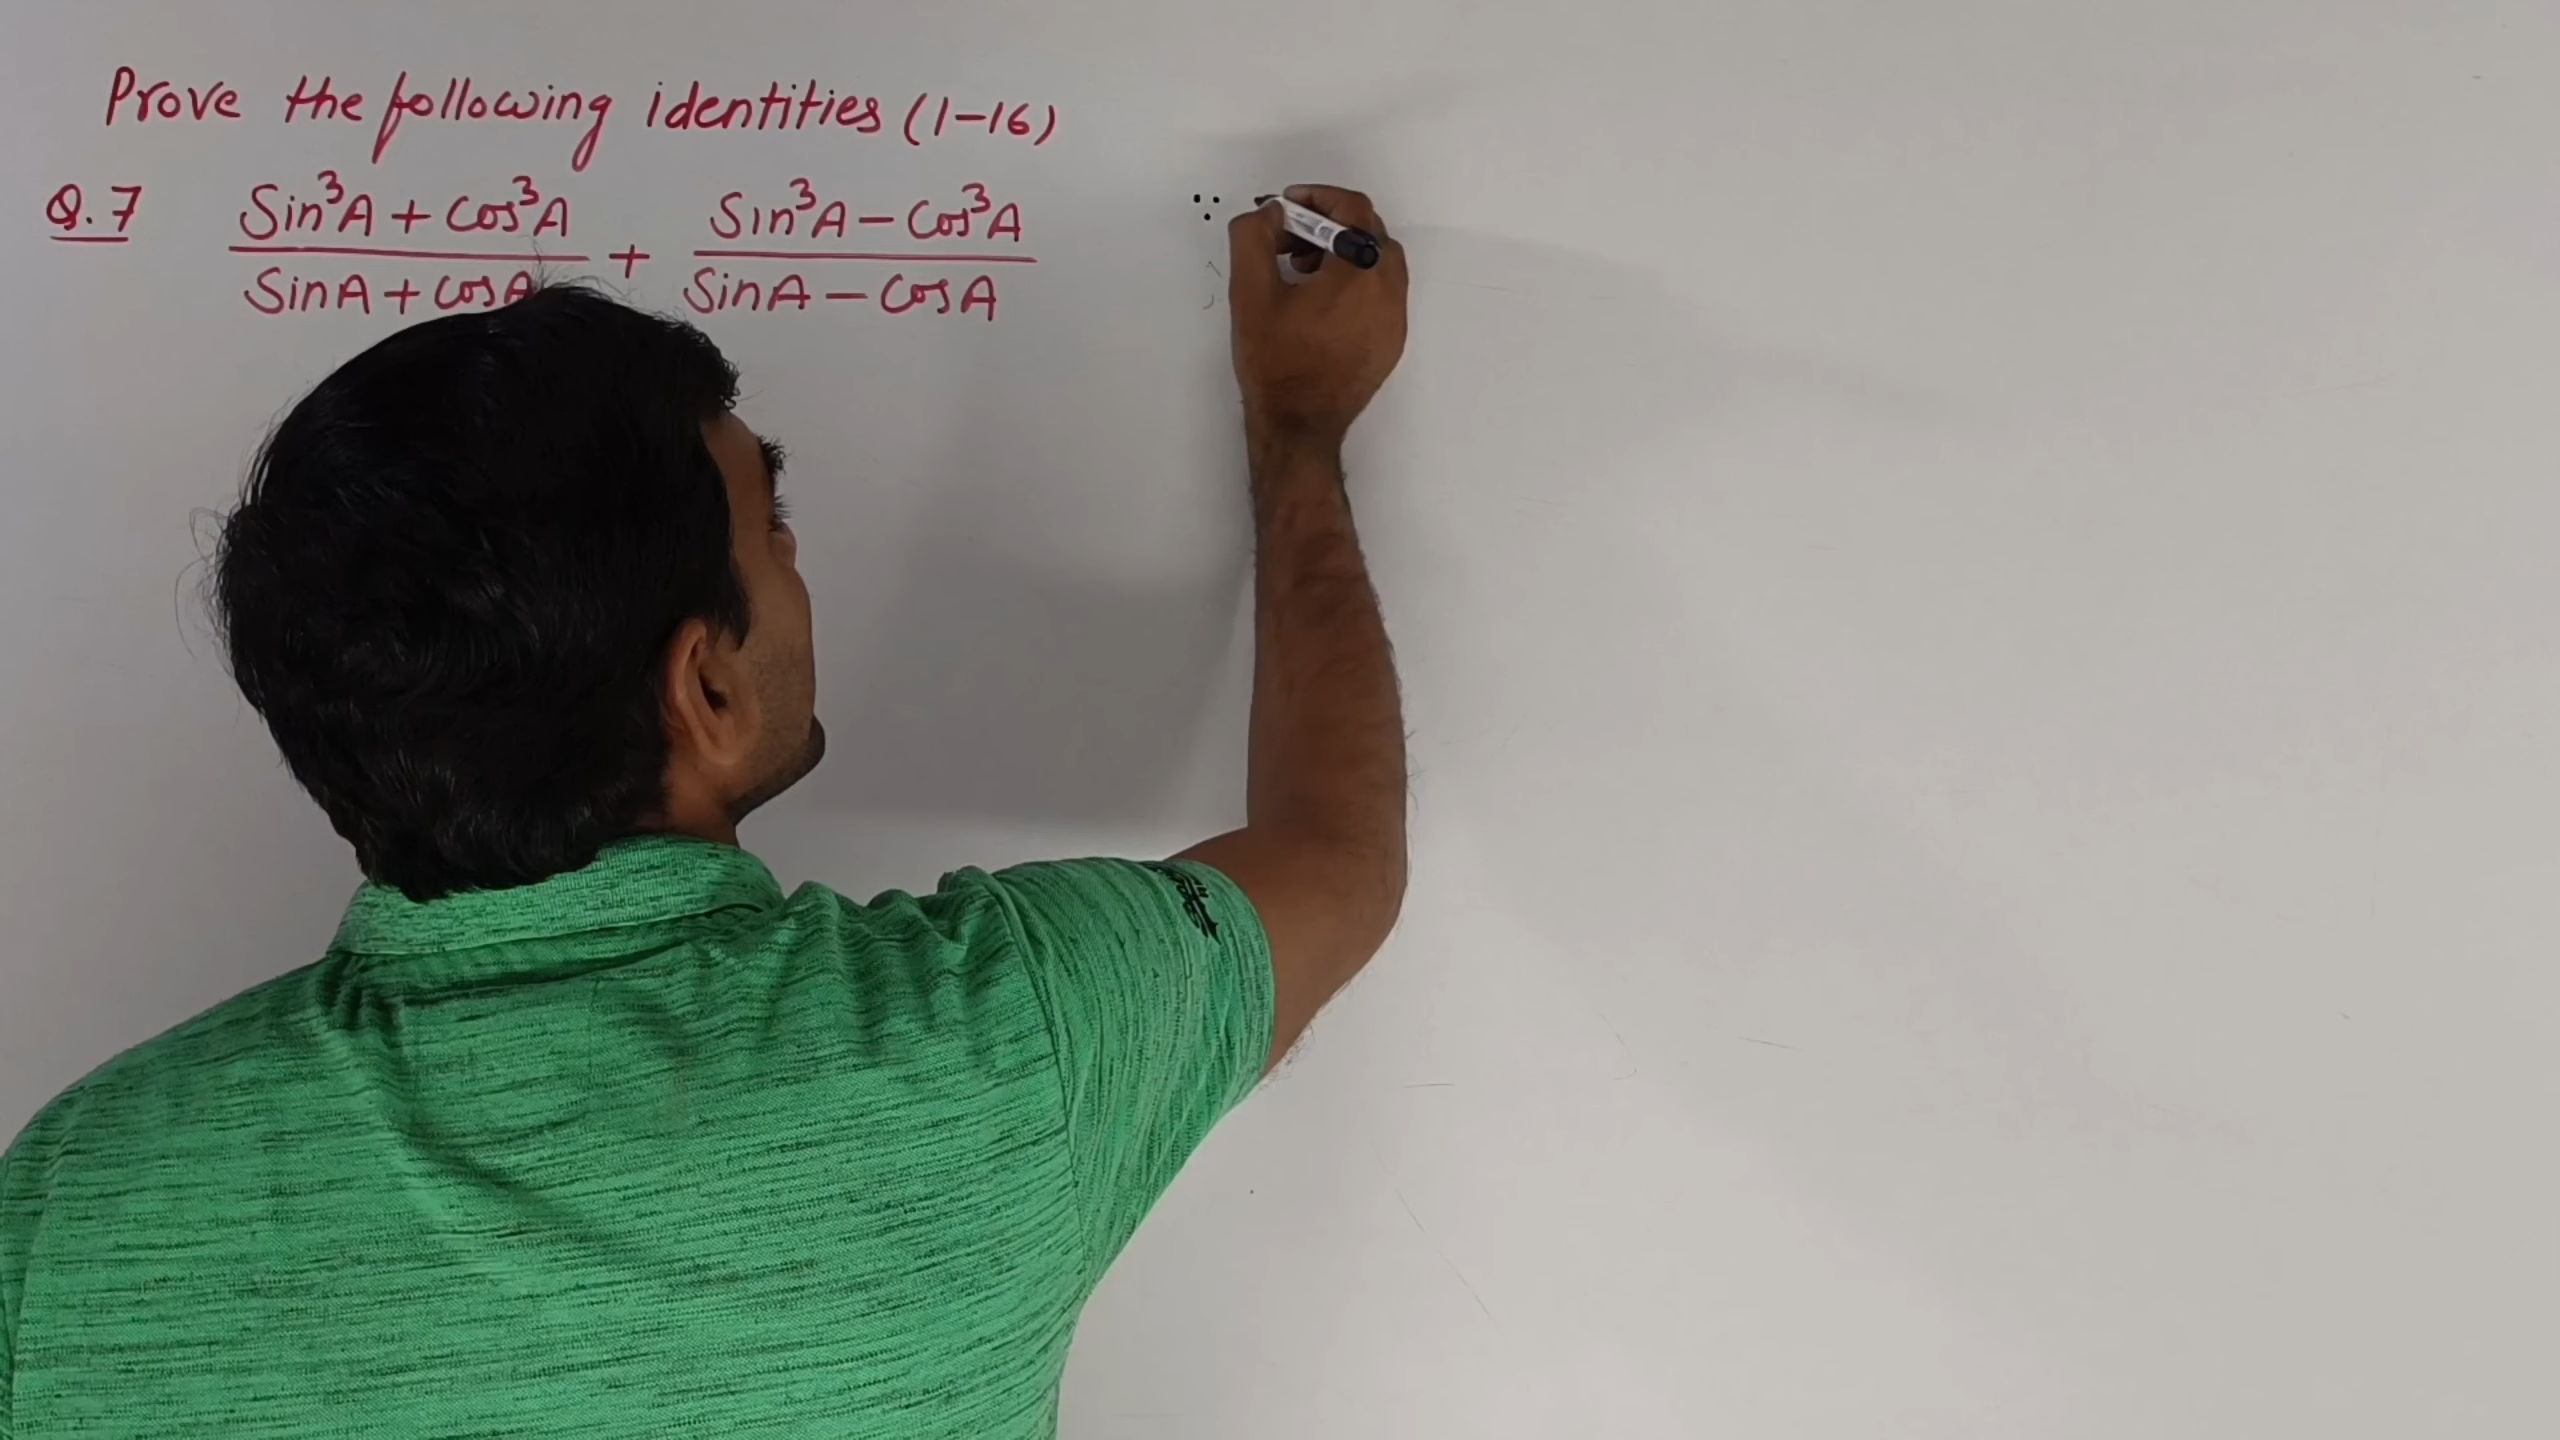 Prove the following identities (1-16)
Q.7 Sin³A + Cos³A / SinA + CosA + Sin³A - Cos³A / SinA - CosA
∵